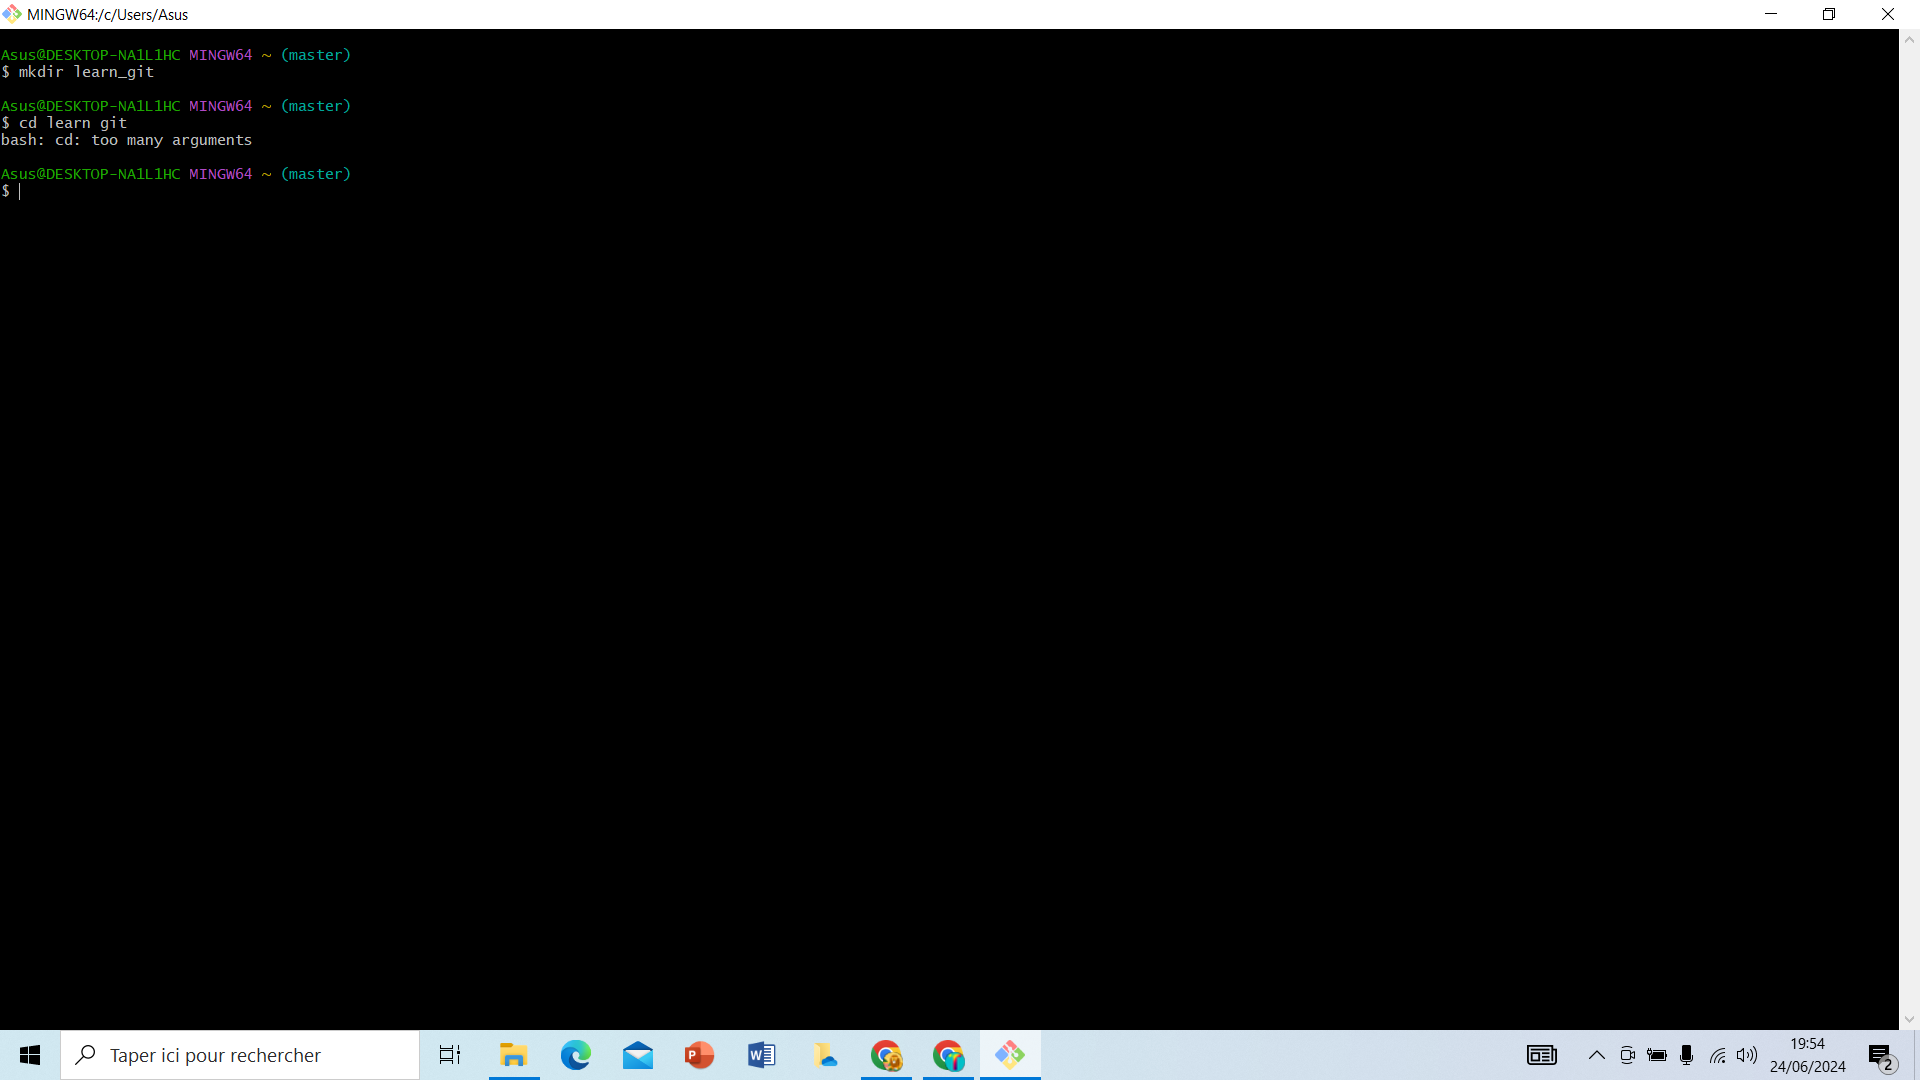 MINGW64:/c/Users/Asus
Asus@DESKTOP-NA1L1HC MINGW64 ~ (master)
$ mkdir learn_git
Asus@DESKTOP-NA1L1HC MINGW64 ~ (master)
$ cd learn git
bash: cd: too many arguments
Asus@DESKTOP-NA1L1HC MINGW64 ~ (master)
$
Taper ici pour rechercher
P
W
19:54
24/06/2024
2